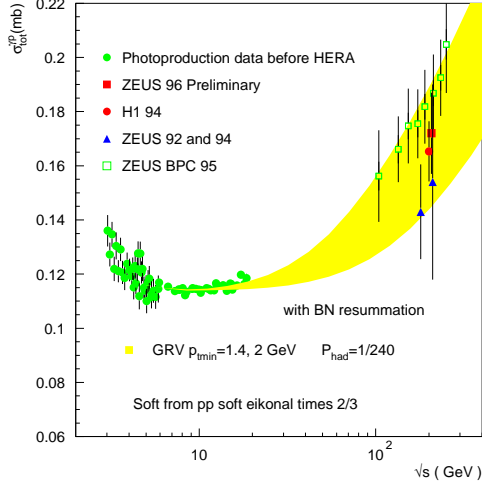 σ^γp_tot(mb)
0.22
0.2
0.18
0.16
0.14
0.12
0.1
0.08
0.06
Photoproduction data before HERA
ZEUS 96 Preliminary
H1 94
ZEUS 92 and 94
ZEUS BPC 95
with BN resummation
GRV p_tmin=1.4, 2 GeV P_had=1/240
Soft from pp soft eikonal times 2/3
10
10^2
√s ( GeV )